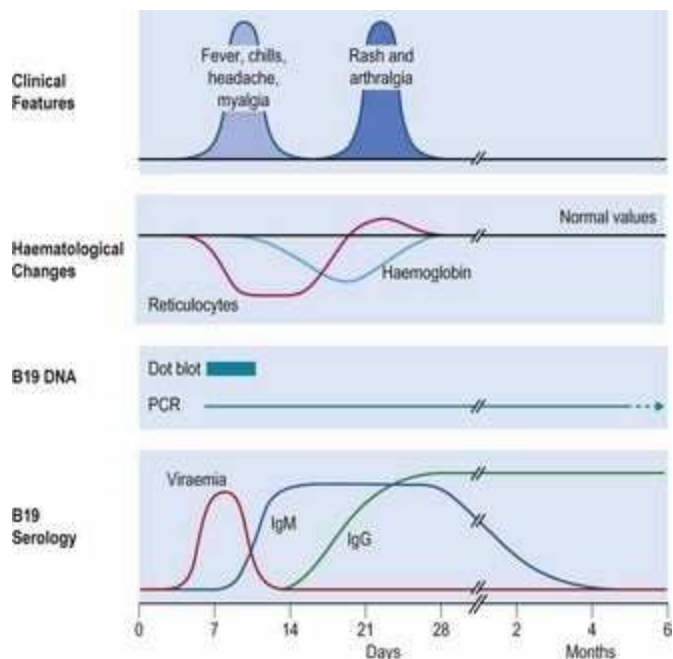 Clinical
Features
Fever, chills,
headache,
myalgia
Rash and
arthralgia
Haematological
Changes
Normal values
Haemoglobin
Reticulocytes
B19 DNA
Dot blot
PCR
B19
Serology
Viraemia
IgM
IgG
0 7 14 21 28 2 4 6
Days Months